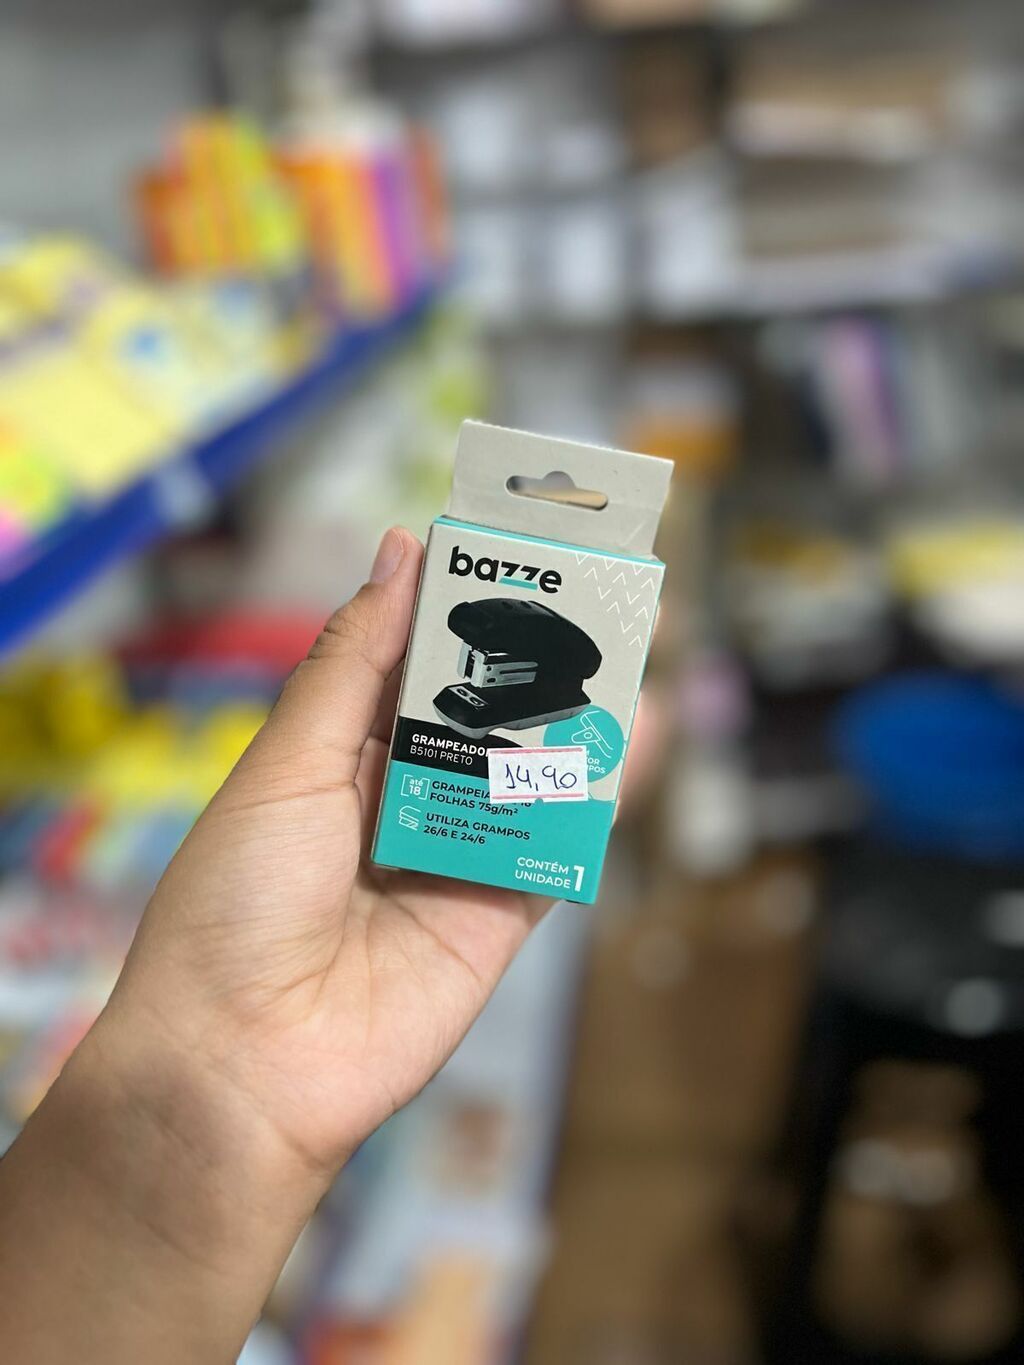 bazze
GRAMPEADOR
B5101 PRETO
14,90
até
18
GRAMPEIA
FOLHAS 75g/m²
UTILIZA GRAMPOS
26/6 E 24/6
CONTÉM 1
UNIDADE